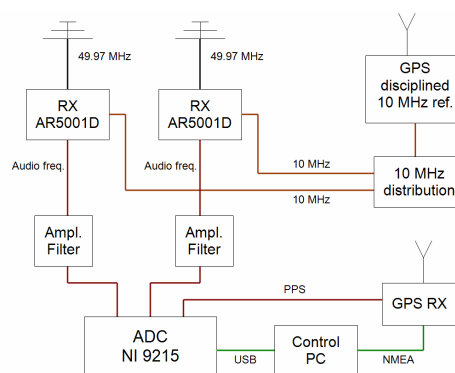 49.97 MHz
49.97 MHz
GPS
disciplined
10 MHz ref.
RX
AR5001D
RX
AR5001D
Audio freq.
Audio freq.
10 MHz
10 MHz
10 MHz
distribution
Ampl.
Filter
Ampl.
Filter
PPS
GPS RX
ADC
NI 9215
USB
Control
PC
NMEA